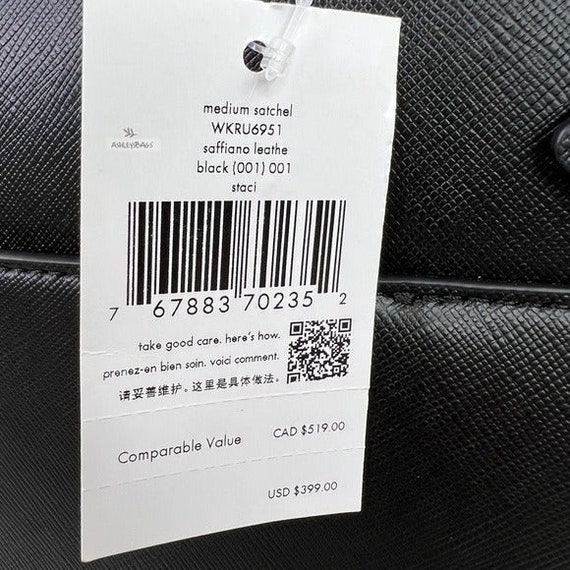 medium satchel
WKRU6951
saffiano leathe
black (001) 001
staci
ASHLEYBAGS
7 67883 70235 2
take good care. here's how.
prenez-en bien soin. voici comment.
请妥善维护。这里是具体做法。
Comparable Value CAD $519.00
USD $399.00